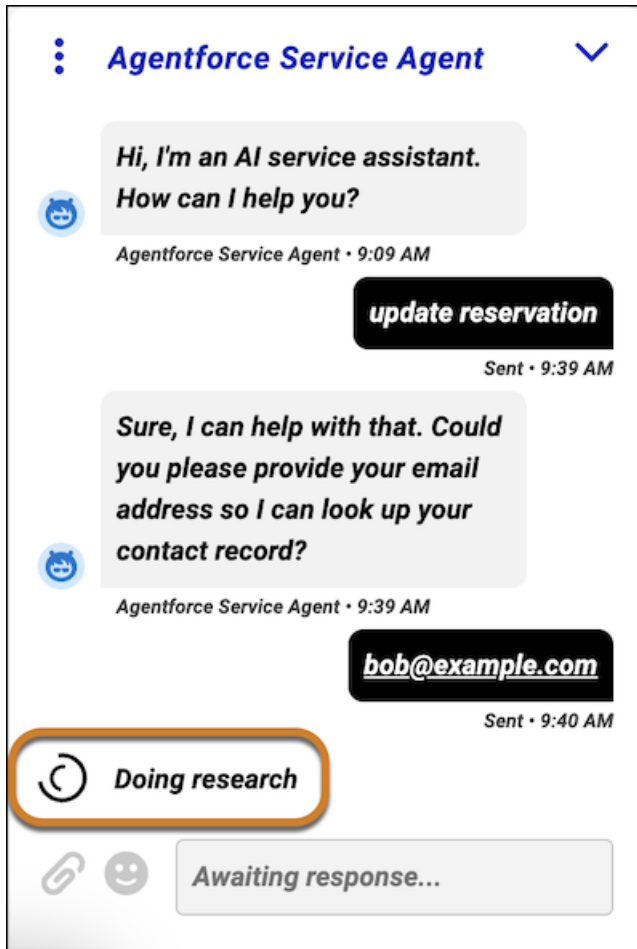 Agentforce Service Agent
Hi, I'm an AI service assistant.
How can I help you?
Agentforce Service Agent • 9:09 AM
update reservation
Sent • 9:39 AM
Sure, I can help with that. Could
you please provide your email
address so I can look up your
contact record?
Agentforce Service Agent • 9:39 AM
bob@example.com
Sent • 9:40 AM
Doing research
Awaiting response...